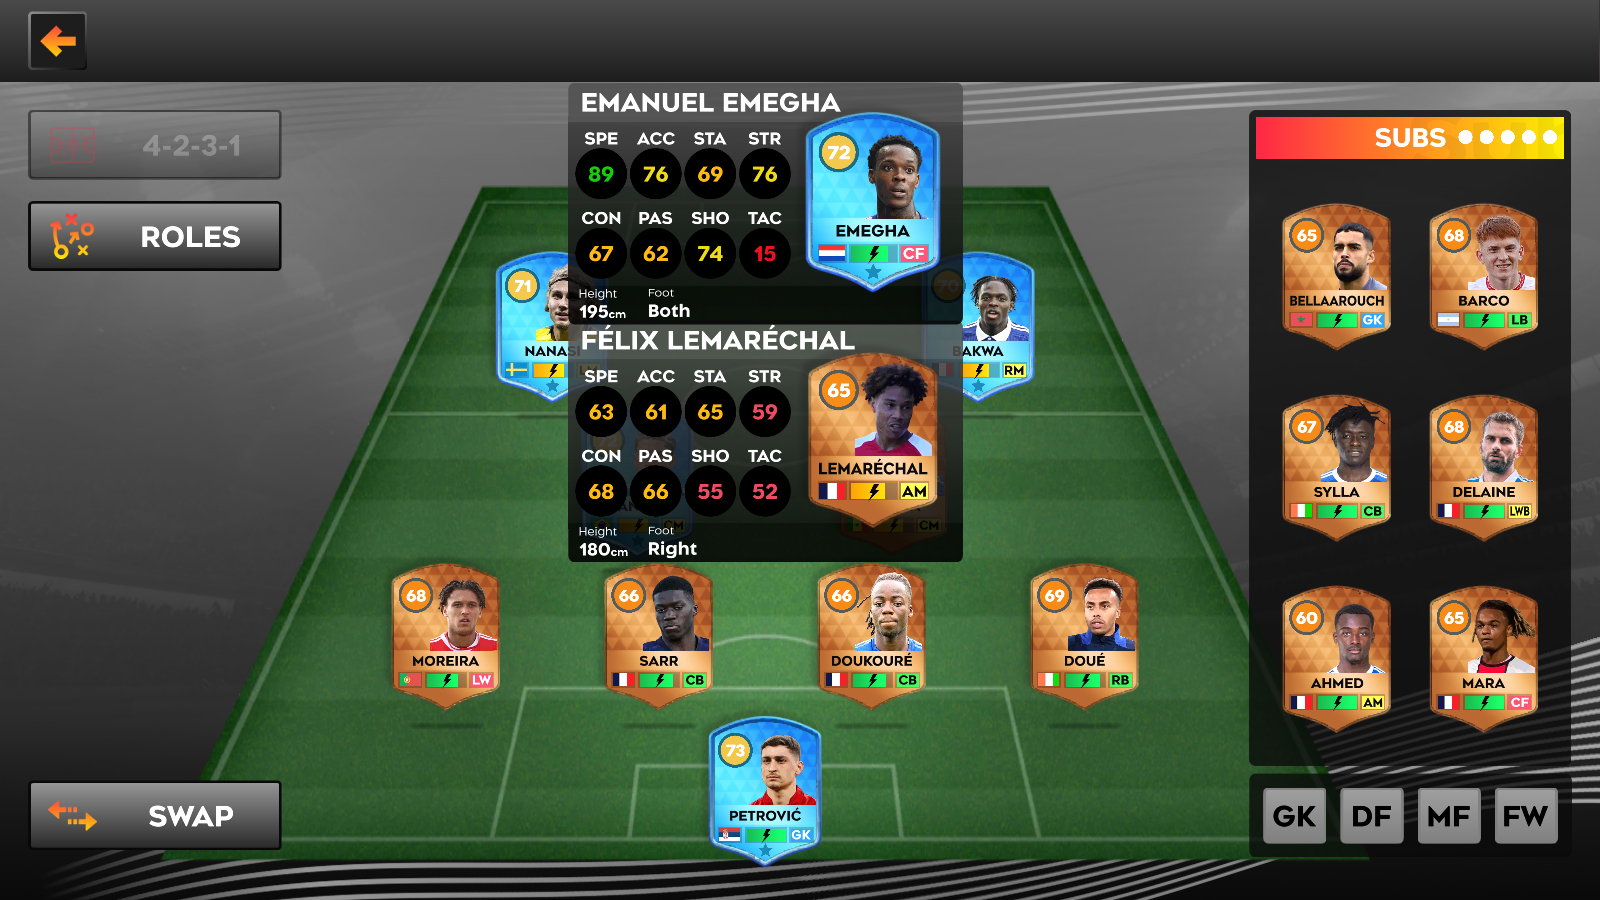 4-2-3-1
ROLES
SWAP
EMANUEL EMEGHA
SPE ACC STA STR
89 76 69 76
CON PAS SHO TAC
67 62 74 15
Height Foot
195cm Both
72
EMEGHA
CF
FÉLIX LEMARÉCHAL
SPE ACC STA STR
63 61 65 59
CON PAS SHO TAC
68 66 55 52
Height Foot
180cm Right
65
LEMARÉCHAL
AM
71
NANASI
BAKWA
RM
CM
CM
68
MOREIRA
LW
66
SARR
CB
66
DOUKOURÉ
CB
69
DOUÉ
RB
73
PETROVIĆ
GK
SUBS
65
BELLAAROUCH
GK
68
BARCO
LB
67
SYLLA
CB
68
DELAINE
LWB
60
AHMED
AM
65
MARA
CF
GK DF MF FW